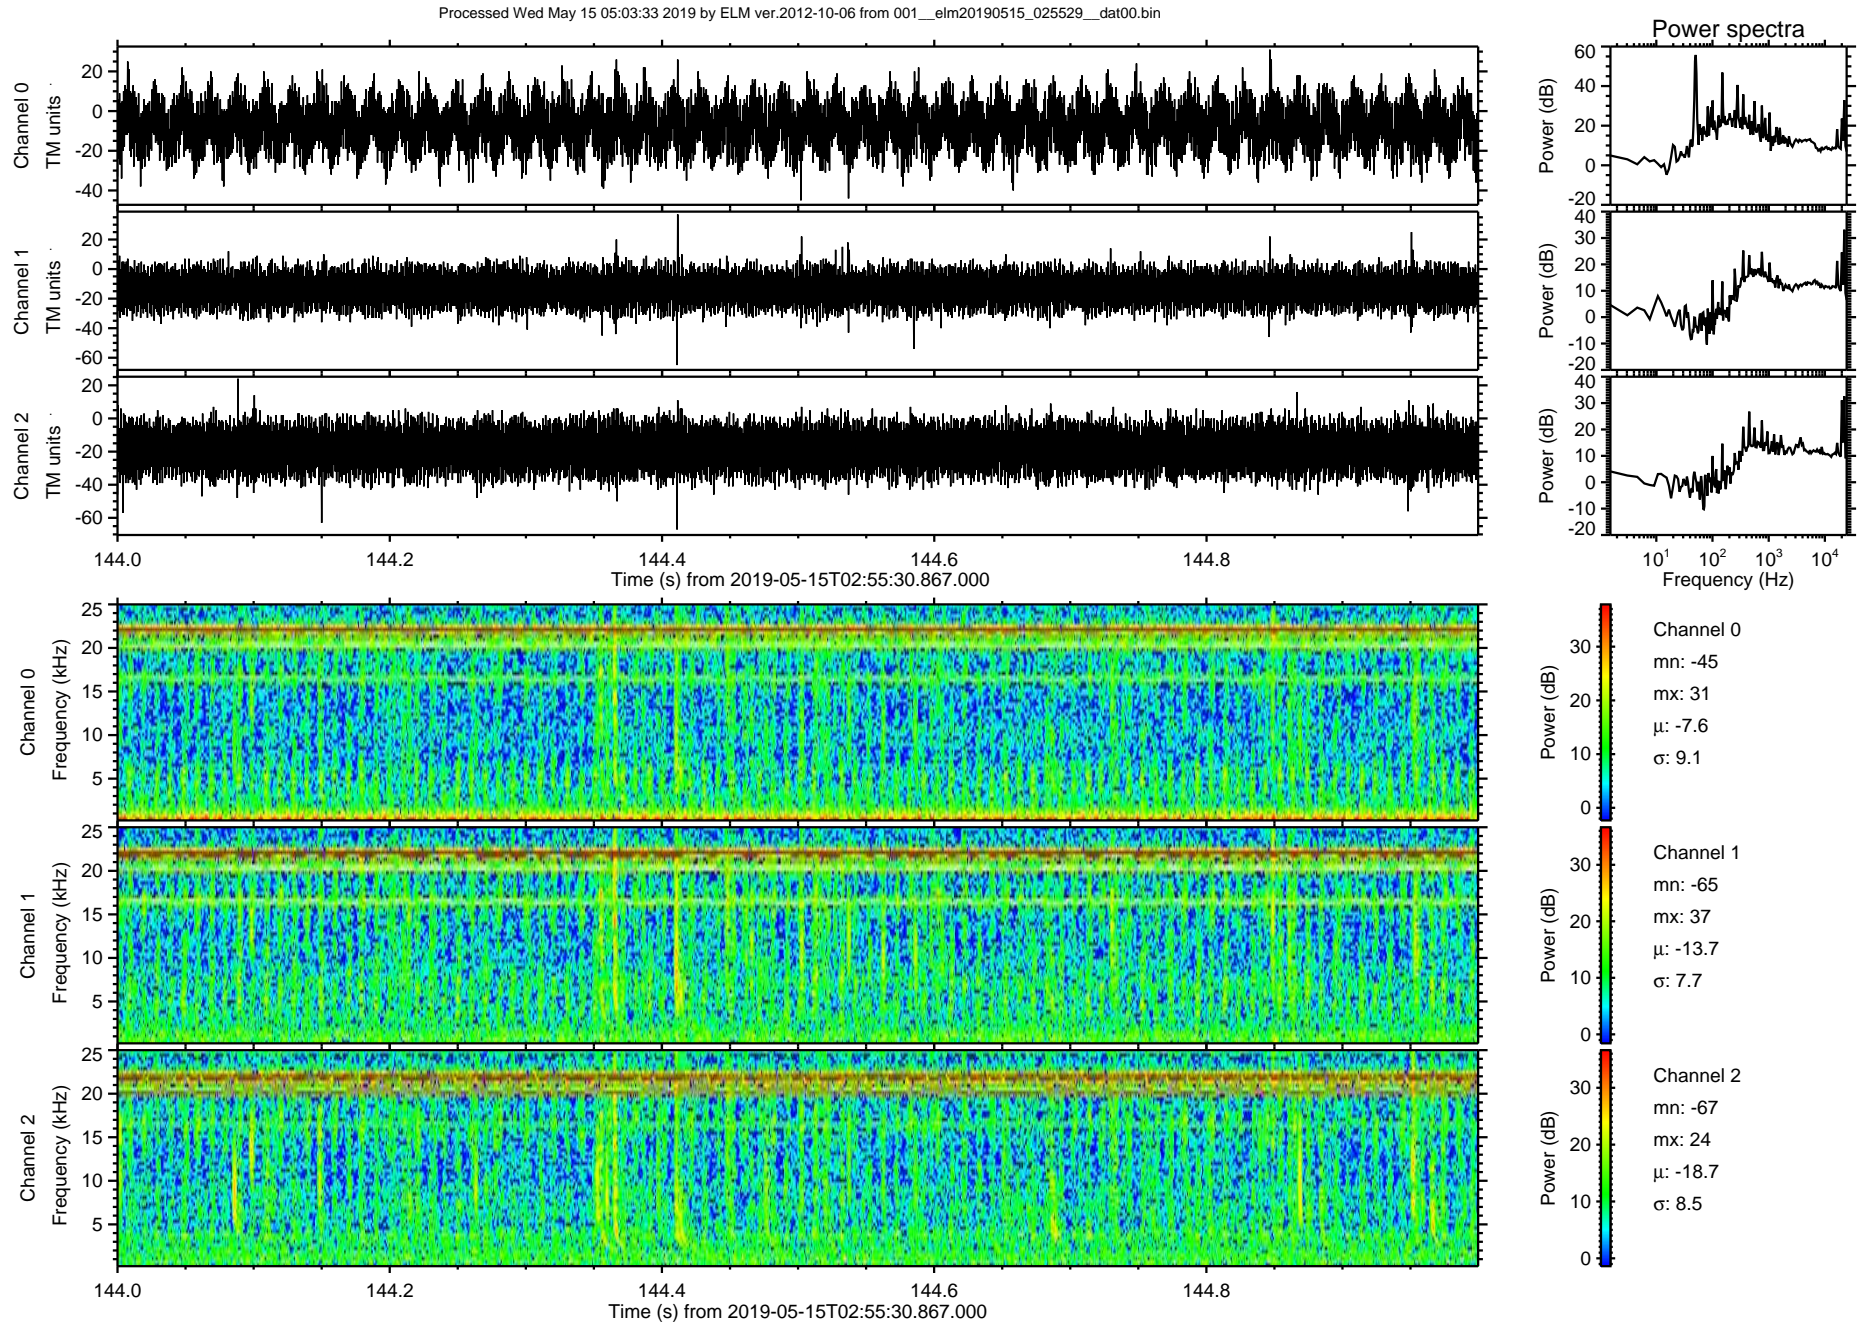 Processed Wed May 15 05:03:33 2019 by ELM ver.2012-10-06 from 001__elm20190515_025529__dat00.bin
Power spectra
Channel 0
TM units
20
0
-20
-40
Power (dB)
60
40
20
0
-20
Channel 1
TM units
20
0
-20
-40
-60
Power (dB)
40
30
20
10
0
-10
-20
Channel 2
TM units
20
0
-20
-40
-60
Power (dB)
40
30
20
10
0
-10
-20
144.0 144.2 144.4 144.6 144.8
Time (s) from 2019-05-15T02:55:30.867.000
10¹ 10² 10³ 10⁴
Frequency (Hz)
Channel 0
Frequency (kHz)
25
20
15
10
5
Power (dB)
30
20
10
0
Channel 0
mn: -45
mx: 31
μ: -7.6
σ: 9.1
Channel 1
Frequency (kHz)
25
20
15
10
5
Power (dB)
30
20
10
0
Channel 1
mn: -65
mx: 37
μ: -13.7
σ: 7.7
Channel 2
Frequency (kHz)
25
20
15
10
5
Power (dB)
30
20
10
0
Channel 2
mn: -67
mx: 24
μ: -18.7
σ: 8.5
144.0 144.2 144.4 144.6 144.8
Time (s) from 2019-05-15T02:55:30.867.000